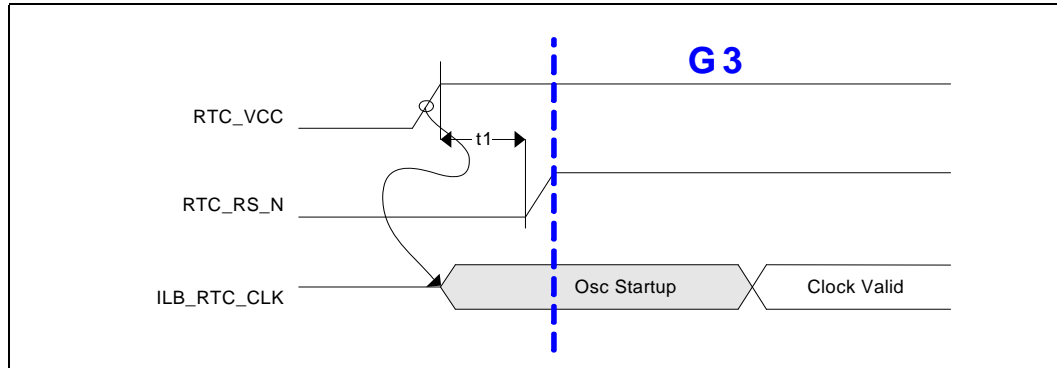 G3
RTC_VCC
t1
RTC_RS_N
ILB_RTC_CLK
Osc Startup
Clock Valid